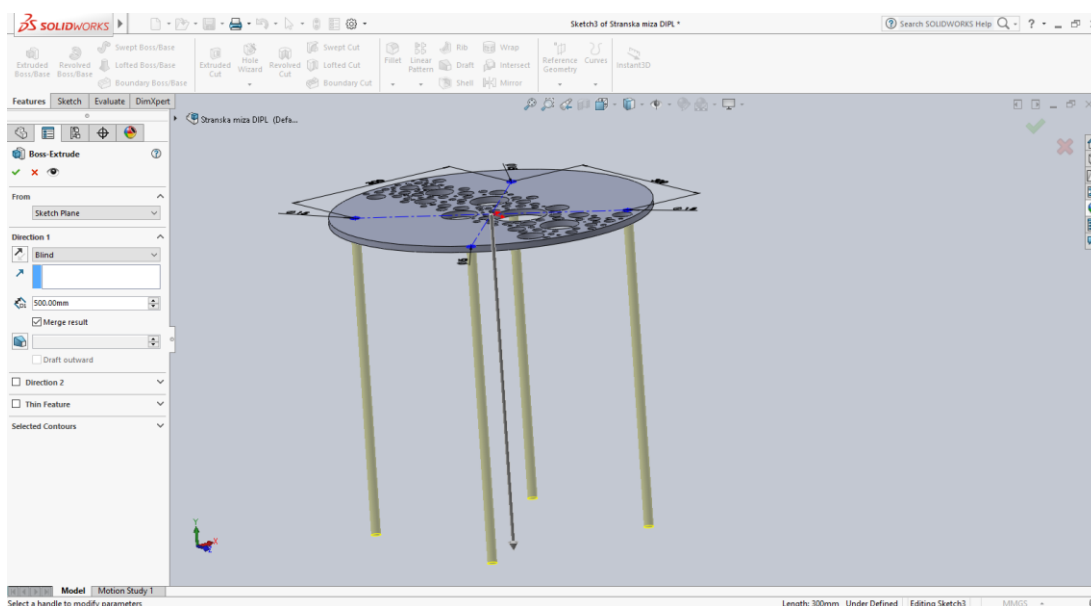 SOLIDWORKS
Sketch3 of Stranska miza DIPL *
Search SOLIDWORKS Help
Extruded Boss/Base
Revolved Boss/Base
Swept Boss/Base
Lofted Boss/Base
Boundary Boss/Base
Extruded Cut
Hole Wizard
Revolved Cut
Swept Cut
Lofted Cut
Boundary Cut
Fillet
Linear Pattern
Rib
Draft
Shell
Wrap
Intersect
Mirror
Reference Geometry
Curves
Instant3D
Features Sketch Evaluate DimXpert
Stranska miza DIPL (Defa...
Boss-Extrude
From
Sketch Plane
Direction 1
Blind
500.00mm
Merge result
Draft outward
Direction 2
Thin Feature
Selected Contours
Y
X
Model Motion Study 1
Select a handle to modify parameters
Length: 300mm Under Defined Editing Sketch3 MMGS